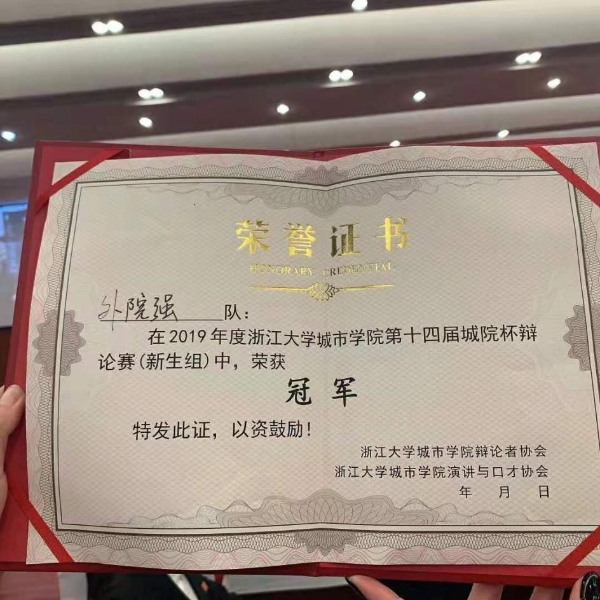 荣誉证书
HONORARY CREDENTIAL
外院强 队：
在2019年度浙江大学城市学院第十四届城院杯辩
论赛(新生组)中，荣获
冠军
特发此证，以资鼓励！
浙江大学城市学院辩论者协会
浙江大学城市学院演讲与口才协会
年 月 日